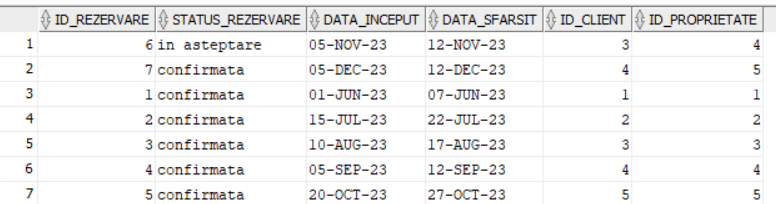 ID_REZERVARE STATUS_REZERVARE DATA_INCEPUT DATA_SFARSIT ID_CLIENT ID_PROPRIETATE
1 6 in asteptare 05-NOV-23 12-NOV-23 3 4
2 7 confirmata 05-DEC-23 12-DEC-23 4 5
3 1 confirmata 01-JUN-23 07-JUN-23 1 1
4 2 confirmata 15-JUL-23 22-JUL-23 2 2
5 3 confirmata 10-AUG-23 17-AUG-23 3 3
6 4 confirmata 05-SEP-23 12-SEP-23 4 4
7 5 confirmata 20-OCT-23 27-OCT-23 5 5